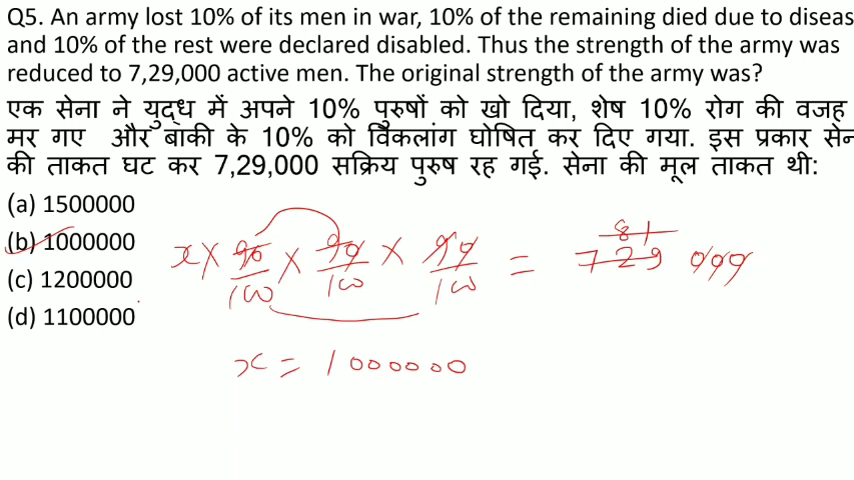 Q5. An army lost 10% of its men in war, 10% of the remaining died due to diseas
and 10% of the rest were declared disabled. Thus the strength of the army was
reduced to 7,29,000 active men. The original strength of the army was?
एक सेना ने युद्ध में अपने 10% पुरुषों को खो दिया, शेष 10% रोग की वजह
मर गए और बाकी के 10% को विकलांग घोषित कर दिए गया. इस प्रकार सेन
की ताकत घट कर 7,29,000 सक्रिय पुरुष रह गई. सेना की मूल ताकत थी:
(a) 1500000
(b) 1000000
(c) 1200000
(d) 1100000
81
x × 90/100 × 90/100 × 90/100 = 729 000
x = 1000000